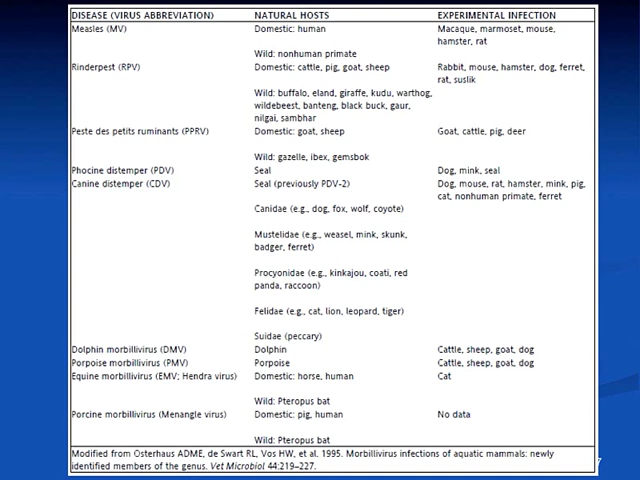 DISEASE (VIRUS ABBREVIATION) NATURAL HOSTS EXPERIMENTAL INFECTION
Measles (MV) Domestic: human Macaque, marmoset, mouse,
hamster, rat
Wild: nonhuman primate
Rinderpest (RPV) Domestic: cattle, pig, goat, sheep Rabbit, mouse, hamster, dog, ferret,
rat, suslik
Wild: buffalo, eland, giraffe, kudu, warthog,
wildebeest, banteng, black buck, gaur,
nilgai, sambhar
Peste des petits ruminants (PPRV) Domestic: goat, sheep Goat, cattle, pig, deer
Wild: gazelle, ibex, gemsbok
Phocine distemper (PDV) Seal Dog, mink, seal
Canine distemper (CDV) Seal (previously PDV-2) Dog, mouse, rat, hamster, mink, pig,
cat, nonhuman primate, ferret
Canidae (e.g., dog, fox, wolf, coyote)
Mustelidae (e.g., weasel, mink, skunk,
badger, ferret)
Procyonidae (e.g., kinkajou, coati, red
panda, raccoon)
Felidae (e.g., cat, lion, leopard, tiger)
Suidae (peccary)
Dolphin morbillivirus (DMV) Dolphin Cattle, sheep, goat, dog
Porpoise morbillivirus (PMV) Porpoise Cattle, sheep, goat, dog
Equine morbillivirus (EMV; Hendra virus) Domestic: horse, human Cat
Wild: Pteropus bat
Porcine morbillivirus (Menangle virus) Domestic: pig, human No data
Wild: Pteropus bat
Modified from Osterhaus ADME, de Swart RL, Vos HW, et al. 1995. Morbillivirus infections of aquatic mammals: newly
identified members of the genus. Vet Microbiol 44:219–227.